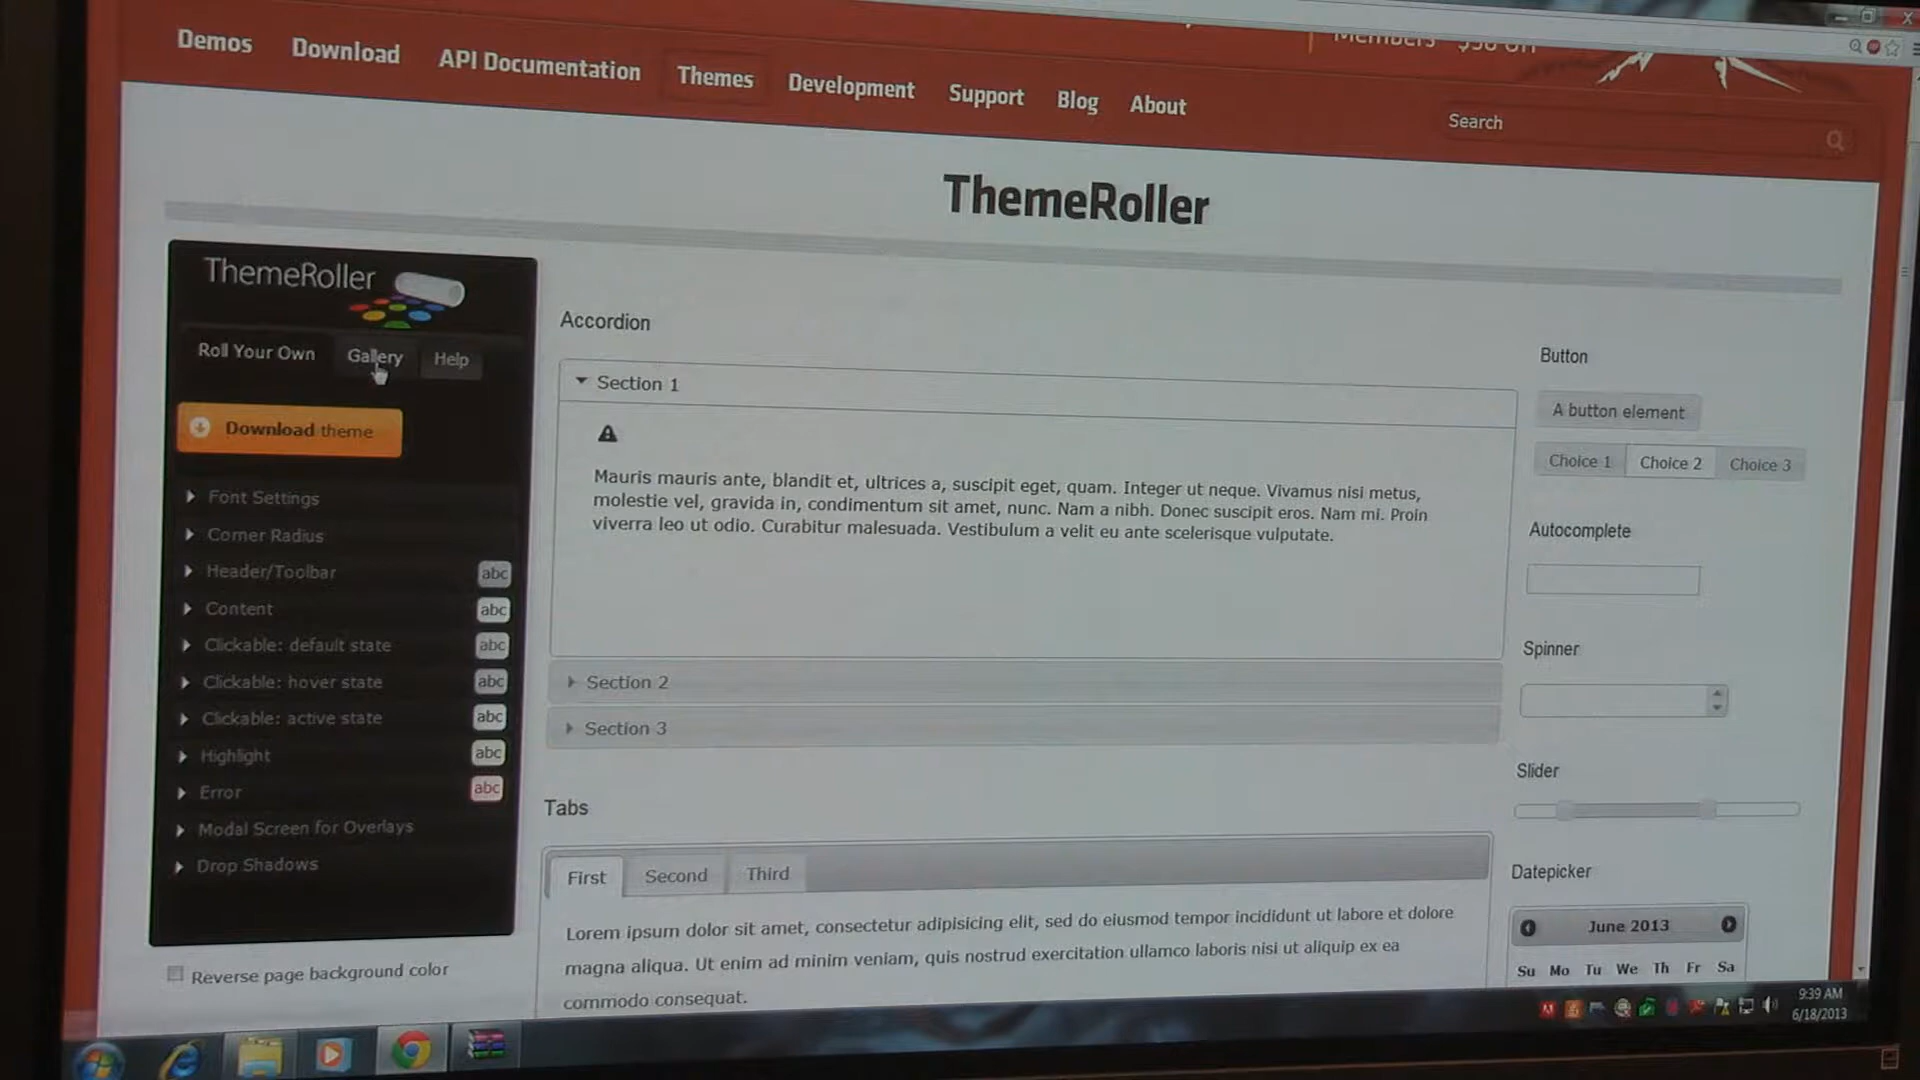 Members $50 off
Demos Download API Documentation Themes Development Support Blog About
Search
ThemeRoller
ThemeRoller
Roll Your Own Gallery Help
Download theme
Font Settings
Corner Radius
Header/Toolbar abc
Content abc
Clickable: default state abc
Clickable: hover state abc
Clickable: active state abc
Highlight abc
Error abc
Modal Screen for Overlays
Drop Shadows
Reverse page background color
Accordion
Section 1
Mauris mauris ante, blandit et, ultrices a, suscipit eget, quam. Integer ut neque. Vivamus nisi metus,
molestie vel, gravida in, condimentum sit amet, nunc. Nam a nibh. Donec suscipit eros. Nam mi. Proin
viverra leo ut odio. Curabitur malesuada. Vestibulum a velit eu ante scelerisque vulputate.
Section 2
Section 3
Tabs
First Second Third
Lorem ipsum dolor sit amet, consectetur adipisicing elit, sed do eiusmod tempor incididunt ut labore et dolore
magna aliqua. Ut enim ad minim veniam, quis nostrud exercitation ullamco laboris nisi ut aliquip ex ea
commodo consequat.
Button
A button element
Choice 1 Choice 2 Choice 3
Autocomplete
Spinner
Slider
Datepicker
June 2013
Su Mo Tu We Th Fr Sa
9:39 AM
6/18/2013